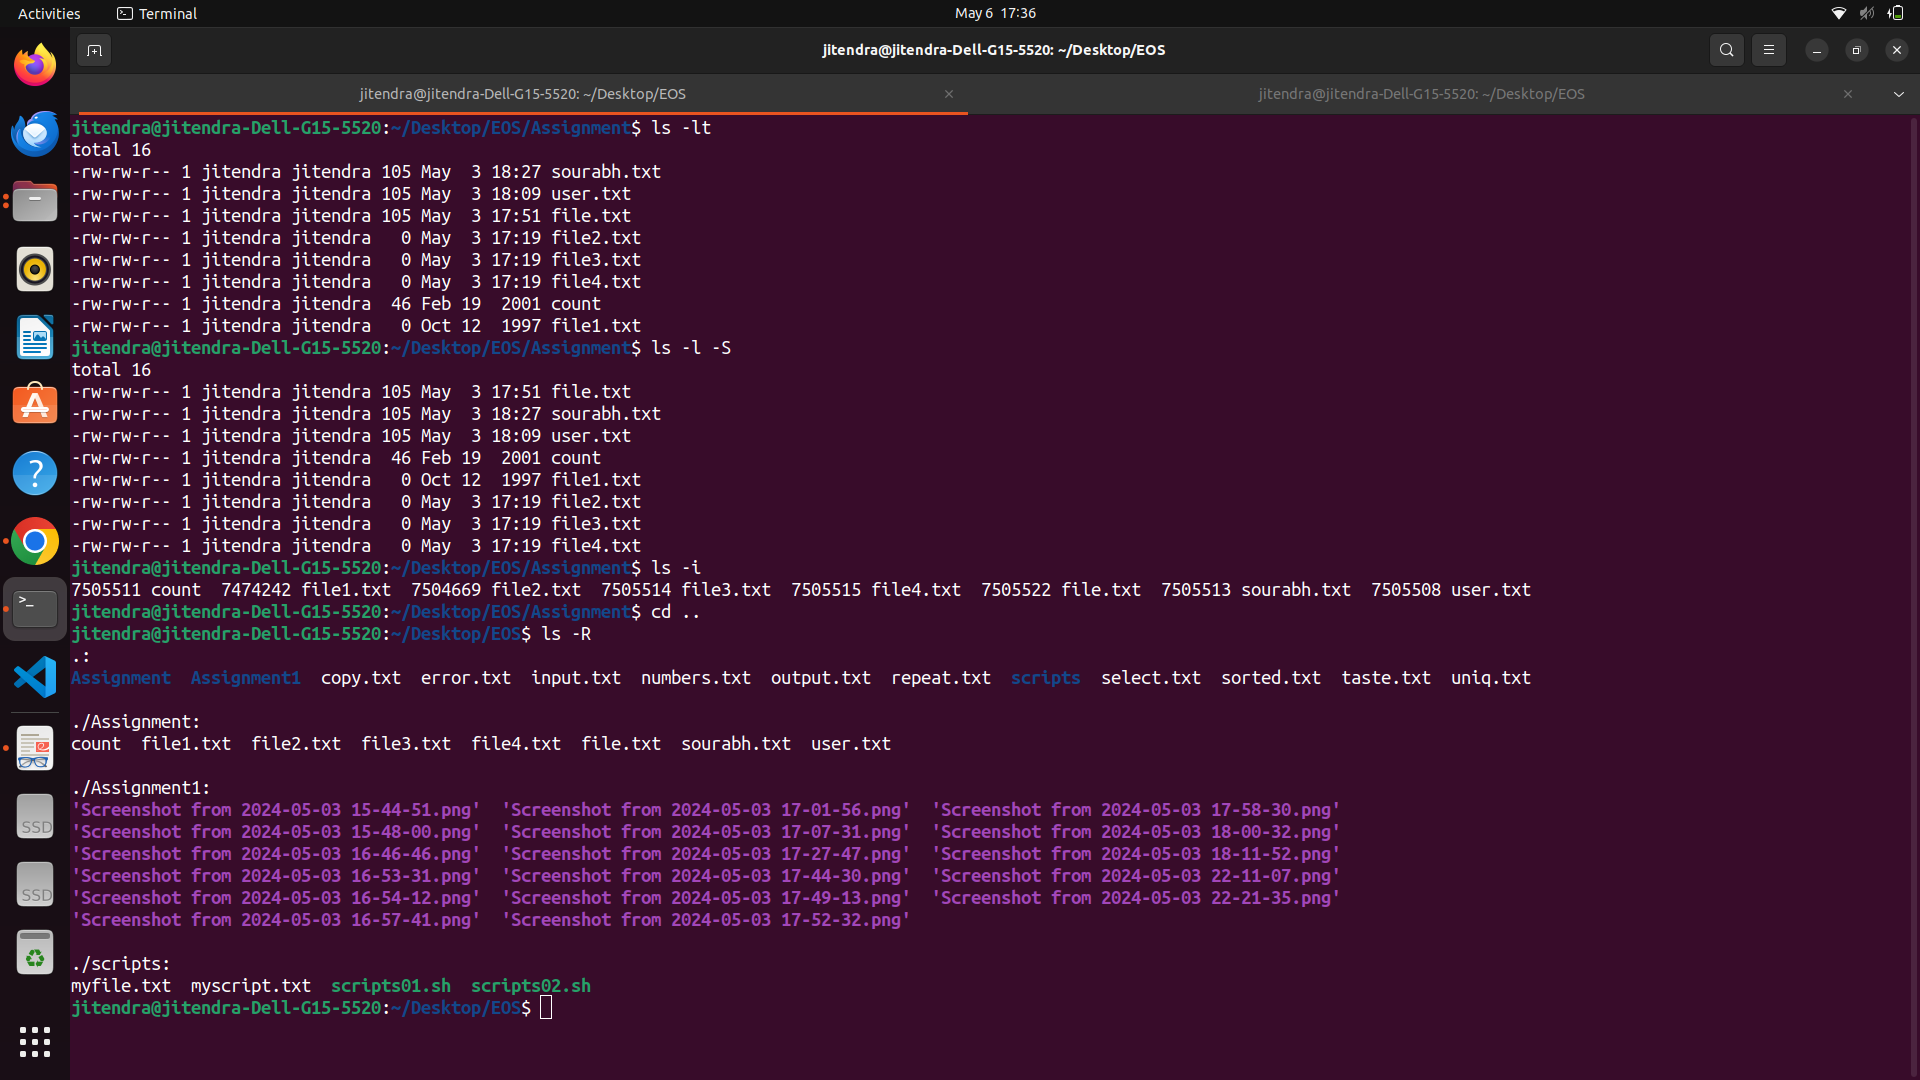 Activities Terminal May 6 17:36
jitendra@jitendra-Dell-G15-5520: ~/Desktop/EOS
jitendra@jitendra-Dell-G15-5520: ~/Desktop/EOS jitendra@jitendra-Dell-G15-5520: ~/Desktop/EOS
jitendra@jitendra-Dell-G15-5520:~/Desktop/EOS/Assignment$ ls -lt
total 16
-rw-rw-r-- 1 jitendra jitendra 105 May  3 18:27 sourabh.txt
-rw-rw-r-- 1 jitendra jitendra 105 May  3 18:09 user.txt
-rw-rw-r-- 1 jitendra jitendra 105 May  3 17:51 file.txt
-rw-rw-r-- 1 jitendra jitendra   0 May  3 17:19 file2.txt
-rw-rw-r-- 1 jitendra jitendra   0 May  3 17:19 file3.txt
-rw-rw-r-- 1 jitendra jitendra   0 May  3 17:19 file4.txt
-rw-rw-r-- 1 jitendra jitendra  46 Feb 19  2001 count
-rw-rw-r-- 1 jitendra jitendra   0 Oct 12  1997 file1.txt
jitendra@jitendra-Dell-G15-5520:~/Desktop/EOS/Assignment$ ls -l -S
total 16
-rw-rw-r-- 1 jitendra jitendra 105 May  3 17:51 file.txt
-rw-rw-r-- 1 jitendra jitendra 105 May  3 18:27 sourabh.txt
-rw-rw-r-- 1 jitendra jitendra 105 May  3 18:09 user.txt
-rw-rw-r-- 1 jitendra jitendra  46 Feb 19  2001 count
-rw-rw-r-- 1 jitendra jitendra   0 Oct 12  1997 file1.txt
-rw-rw-r-- 1 jitendra jitendra   0 May  3 17:19 file2.txt
-rw-rw-r-- 1 jitendra jitendra   0 May  3 17:19 file3.txt
-rw-rw-r-- 1 jitendra jitendra   0 May  3 17:19 file4.txt
jitendra@jitendra-Dell-G15-5520:~/Desktop/EOS/Assignment$ ls -i
7505511 count  7474242 file1.txt  7504669 file2.txt  7505514 file3.txt  7505515 file4.txt  7505522 file.txt  7505513 sourabh.txt  7505508 user.txt
jitendra@jitendra-Dell-G15-5520:~/Desktop/EOS/Assignment$ cd ..
jitendra@jitendra-Dell-G15-5520:~/Desktop/EOS$ ls -R
.:
Assignment  Assignment1  copy.txt  error.txt  input.txt  numbers.txt  output.txt  repeat.txt  scripts  select.txt  sorted.txt  taste.txt  uniq.txt
./Assignment:
count  file1.txt  file2.txt  file3.txt  file4.txt  file.txt  sourabh.txt  user.txt
./Assignment1:
'Screenshot from 2024-05-03 15-44-51.png'  'Screenshot from 2024-05-03 17-01-56.png'  'Screenshot from 2024-05-03 17-58-30.png'
'Screenshot from 2024-05-03 15-48-00.png'  'Screenshot from 2024-05-03 17-07-31.png'  'Screenshot from 2024-05-03 18-00-32.png'
'Screenshot from 2024-05-03 16-46-46.png'  'Screenshot from 2024-05-03 17-27-47.png'  'Screenshot from 2024-05-03 18-11-52.png'
'Screenshot from 2024-05-03 16-53-31.png'  'Screenshot from 2024-05-03 17-44-30.png'  'Screenshot from 2024-05-03 22-11-07.png'
'Screenshot from 2024-05-03 16-54-12.png'  'Screenshot from 2024-05-03 17-49-13.png'  'Screenshot from 2024-05-03 22-21-35.png'
'Screenshot from 2024-05-03 16-57-41.png'  'Screenshot from 2024-05-03 17-52-32.png'
./scripts:
myfile.txt  myscript.txt  scripts01.sh  scripts02.sh
jitendra@jitendra-Dell-G15-5520:~/Desktop/EOS$
SSD
SSD